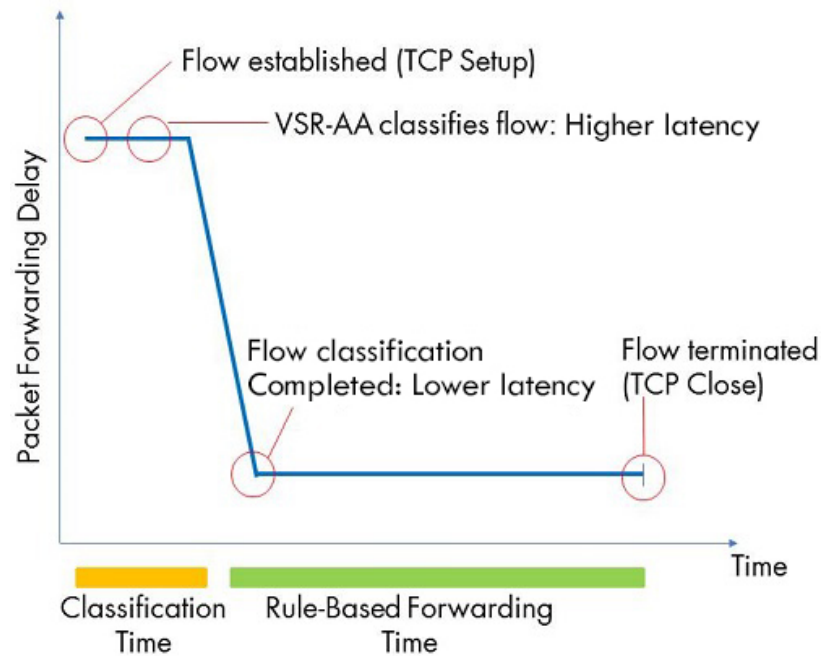 Flow established (TCP Setup)
VSR-AA classifies flow: Higher latency
Packet Forwarding Delay
Flow classification
Completed: Lower latency
Flow terminated
(TCP Close)
Time
Classification
Time
Rule-Based Forwarding
Time